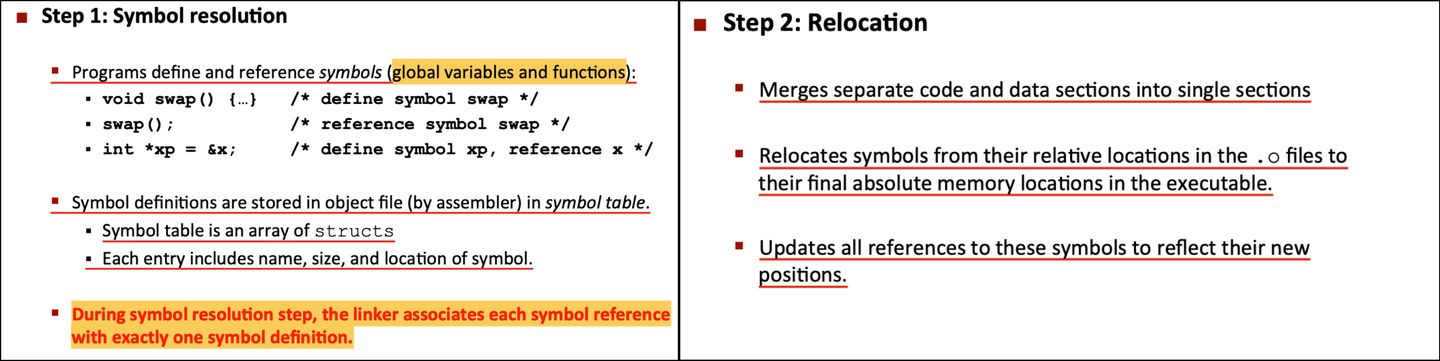 Step 1: Symbol resolution
Programs define and reference symbols (global variables and functions):
void swap() {…}   /* define symbol swap */
swap();           /* reference symbol swap */
int *xp = &x;     /* define symbol xp, reference x */
Symbol definitions are stored in object file (by assembler) in symbol table.
Symbol table is an array of structs
Each entry includes name, size, and location of symbol.
During symbol resolution step, the linker associates each symbol reference
with exactly one symbol definition.
Step 2: Relocation
Merges separate code and data sections into single sections
Relocates symbols from their relative locations in the .o files to
their final absolute memory locations in the executable.
Updates all references to these symbols to reflect their new
positions.